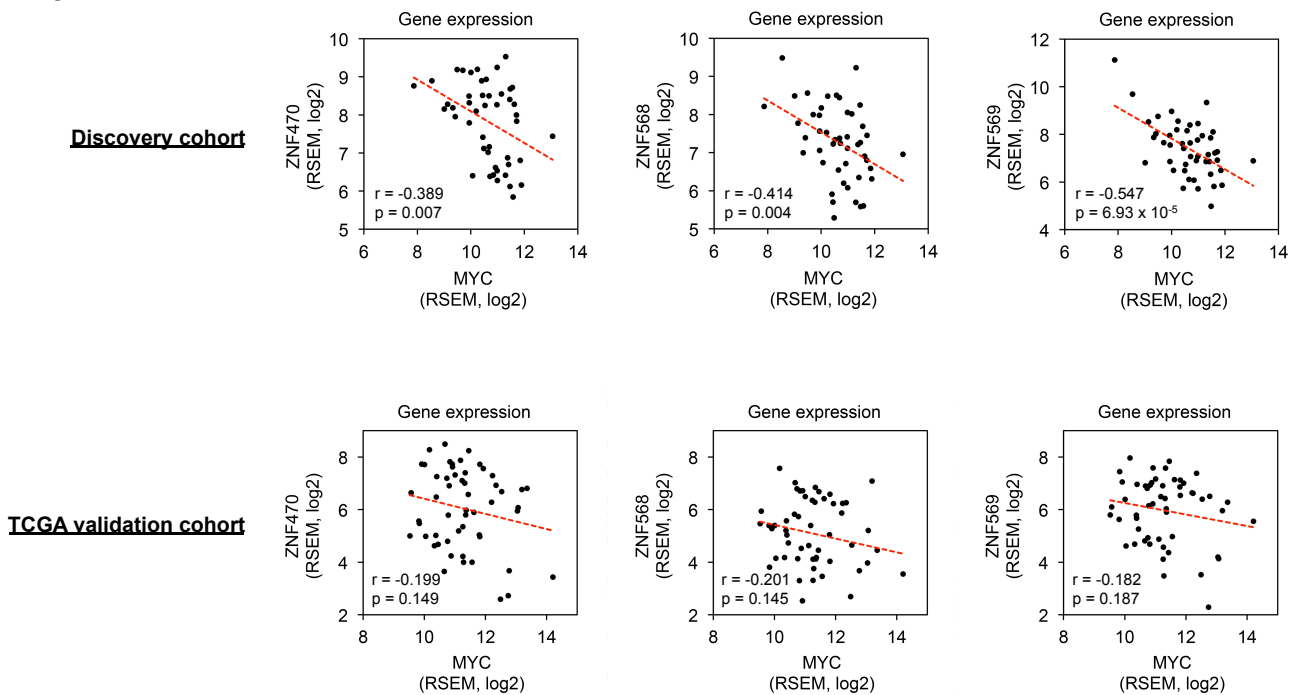 Discovery cohort
Gene expression
10
9
8
7
6
5
ZNF470
(RSEM, log2)
r = -0.389
p = 0.007
6 8 10 12 14
MYC
(RSEM, log2)
Gene expression
10
9
8
7
6
5
ZNF568
(RSEM, log2)
r = -0.414
p = 0.004
6 8 10 12 14
MYC
(RSEM, log2)
Gene expression
12
10
8
6
4
ZNF569
(RSEM, log2)
r = -0.547
p = 6.93 x 10⁻⁵
6 8 10 12 14
MYC
(RSEM, log2)
TCGA validation cohort
Gene expression
8
6
4
2
ZNF470
(RSEM, log2)
r = -0.199
p = 0.149
8 10 12 14
MYC
(RSEM, log2)
Gene expression
8
6
4
2
ZNF568
(RSEM, log2)
r = -0.201
p = 0.145
8 10 12 14
MYC
(RSEM, log2)
Gene expression
8
6
4
2
ZNF569
(RSEM, log2)
r = -0.182
p = 0.187
8 10 12 14
MYC
(RSEM, log2)